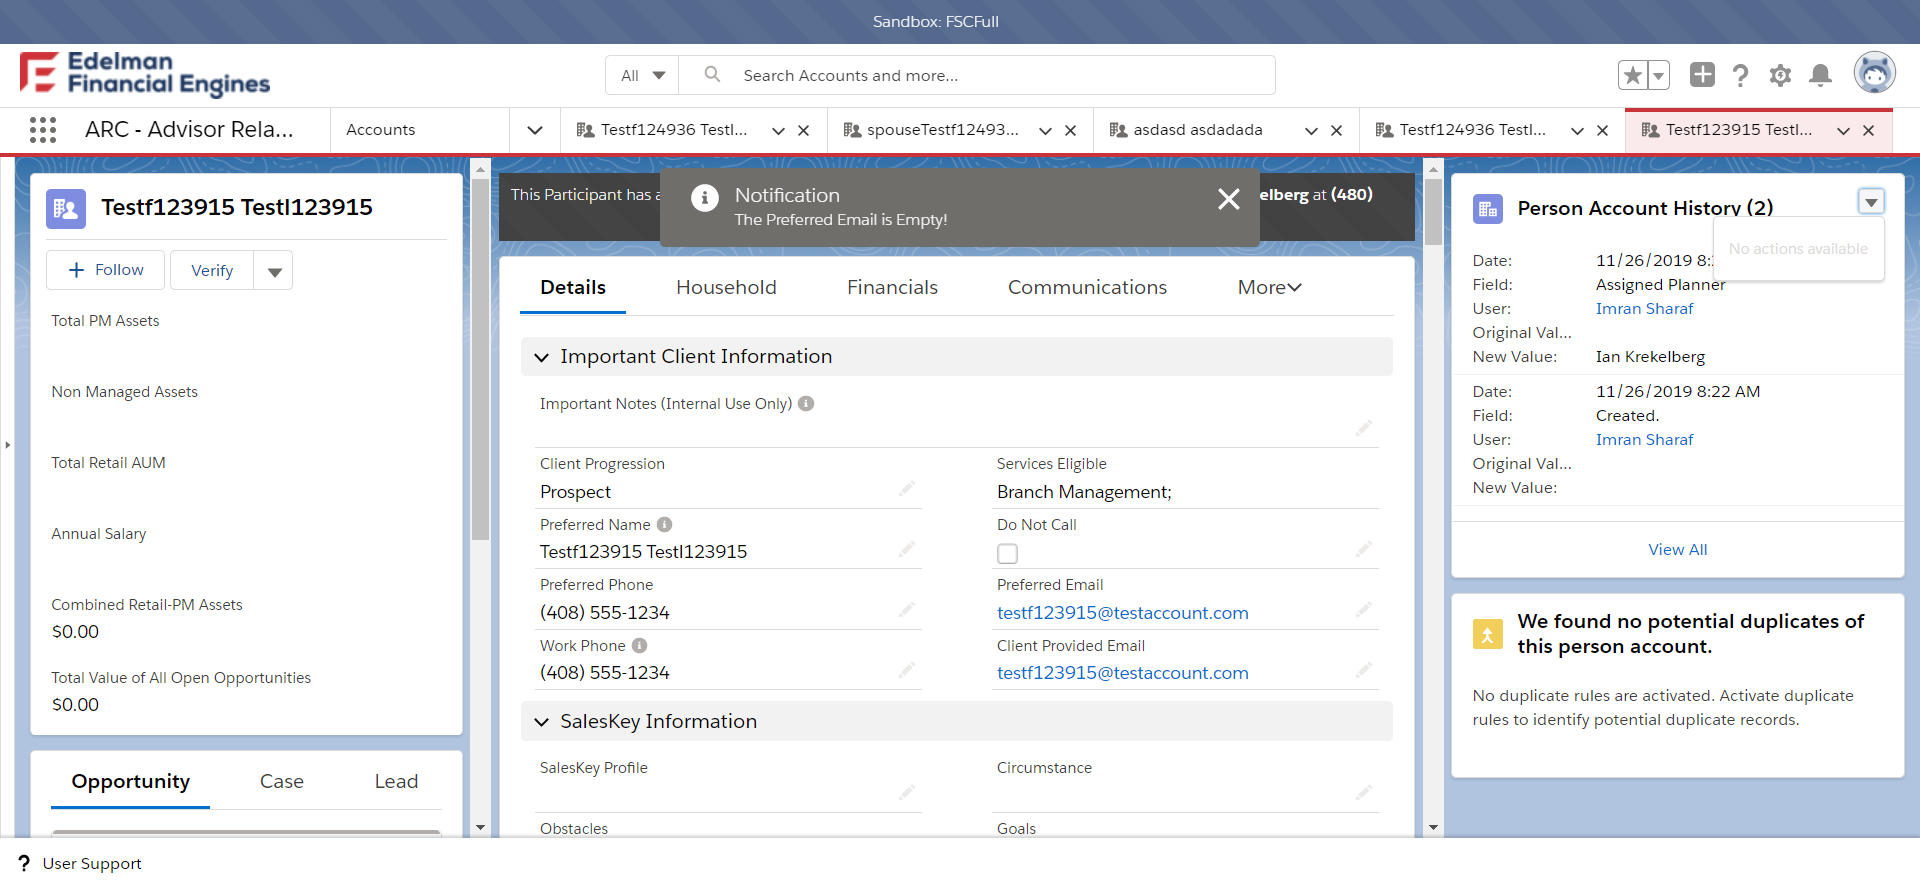 Sandbox: FSCFull
Edelman
Financial Engines
All
Search Accounts and more...
ARC - Advisor Rela...
Accounts
Testf124936 Testl...
spouseTestf12493...
asdasd asdadada
Testf124936 Testl...
Testf123915 Testl...
Testf123915 Testl123915
Follow
Verify
Total PM Assets
Non Managed Assets
Total Retail AUM
Annual Salary
Combined Retail-PM Assets
$0.00
Total Value of All Open Opportunities
$0.00
Opportunity
Case
Lead
This Participant has a
elberg at (480)
Notification
The Preferred Email is Empty!
Details
Household
Financials
Communications
More
Important Client Information
Important Notes (Internal Use Only)
Client Progression
Prospect
Services Eligible
Branch Management;
Preferred Name
Testf123915 Testl123915
Do Not Call
Preferred Phone
(408) 555-1234
Preferred Email
testf123915@testaccount.com
Work Phone
(408) 555-1234
Client Provided Email
testf123915@testaccount.com
SalesKey Information
SalesKey Profile
Circumstance
Obstacles
Goals
Person Account History (2)
No actions available
Date: 11/26/2019 8:
Field: Assigned Planner
User: Imran Sharaf
Original Val...
New Value: Ian Krekelberg
Date: 11/26/2019 8:22 AM
Field: Created.
User: Imran Sharaf
Original Val...
New Value:
View All
We found no potential duplicates of
this person account.
No duplicate rules are activated. Activate duplicate
rules to identify potential duplicate records.
? User Support